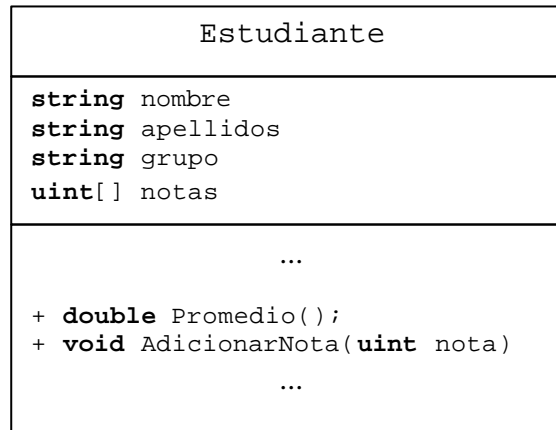 Estudiante
string nombre
string apellidos
string grupo
uint[] notas
…
+ double Promedio();
+ void AdicionarNota(uint nota)
…